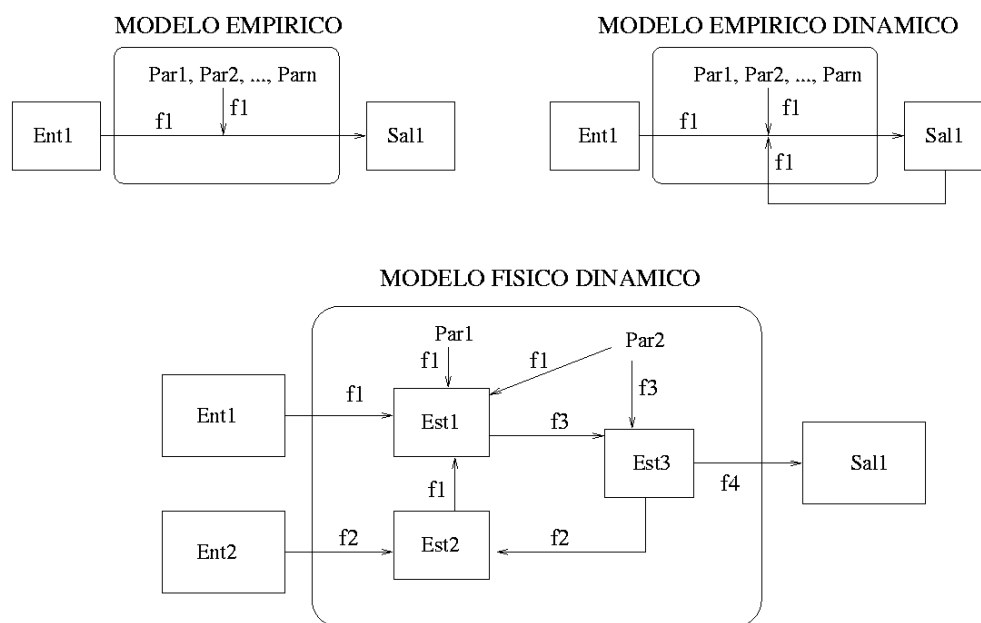 MODELO EMPIRICO
Par1, Par2, ..., Parn
f1
Ent1
f1
Sal1
MODELO EMPIRICO DINAMICO
Par1, Par2, ..., Parn
f1
Ent1
f1
f1
Sal1
MODELO FISICO DINAMICO
Par1
Par2
f1
f1
f3
Ent1
f1
Est1
f3
Est3
f4
Sal1
f1
Ent2
f2
Est2
f2